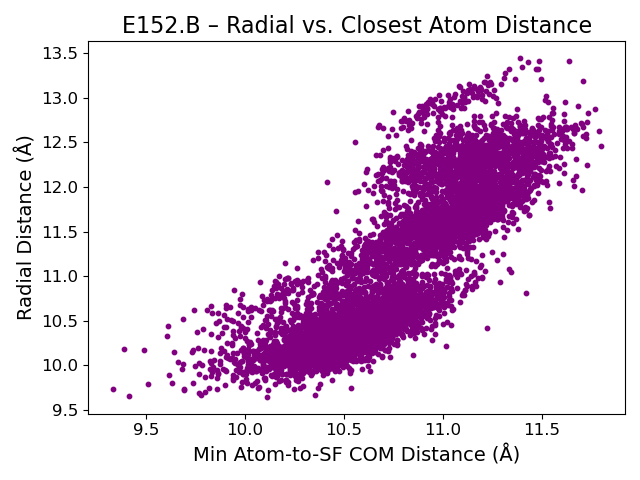 E152.B – Radial vs. Closest Atom Distance
Radial Distance (Å)
13.5
13.0
12.5
12.0
11.5
11.0
10.5
10.0
9.5
9.5 10.0 10.5 11.0 11.5
Min Atom-to-SF COM Distance (Å)